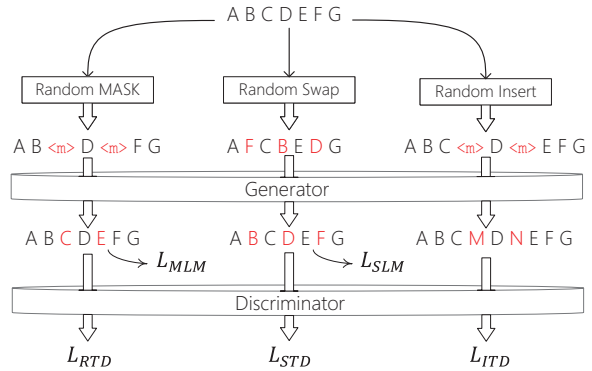 A B C D E F G
Random MASK Random Swap Random Insert
A B <m> D <m> F G A F C B E D G A B C <m> D <m> E F G
Generator
A B C D E F G A B C D E F G A B C M D N E F G
L_MLM L_SLM
Discriminator
L_RTD L_STD L_ITD